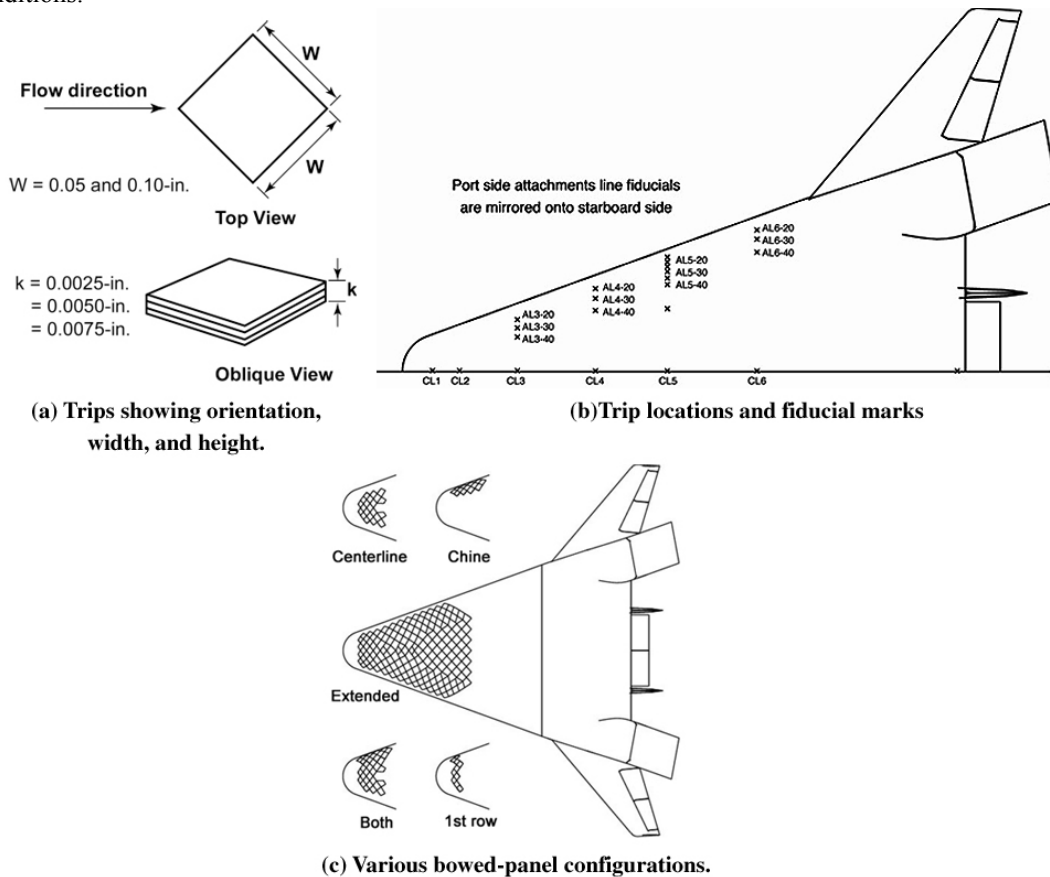 W
Flow direction
W
W = 0.05 and 0.10-in.
Top View
k = 0.0025-in.
= 0.0050-in.
= 0.0075-in.
k
Oblique View
(a) Trips showing orientation,
width, and height.
Port side attachments line fiducials
are mirrored onto starboard side
AL6-20
AL6-30
AL6-40
AL5-20
AL5-30
AL5-40
AL4-20
AL4-30
AL4-40
AL3-20
AL3-30
AL3-40
CL1 CL2 CL3 CL4 CL5 CL6
(b)Trip locations and fiducial marks
Centerline Chine
Extended
Both 1st row
(c) Various bowed-panel configurations.